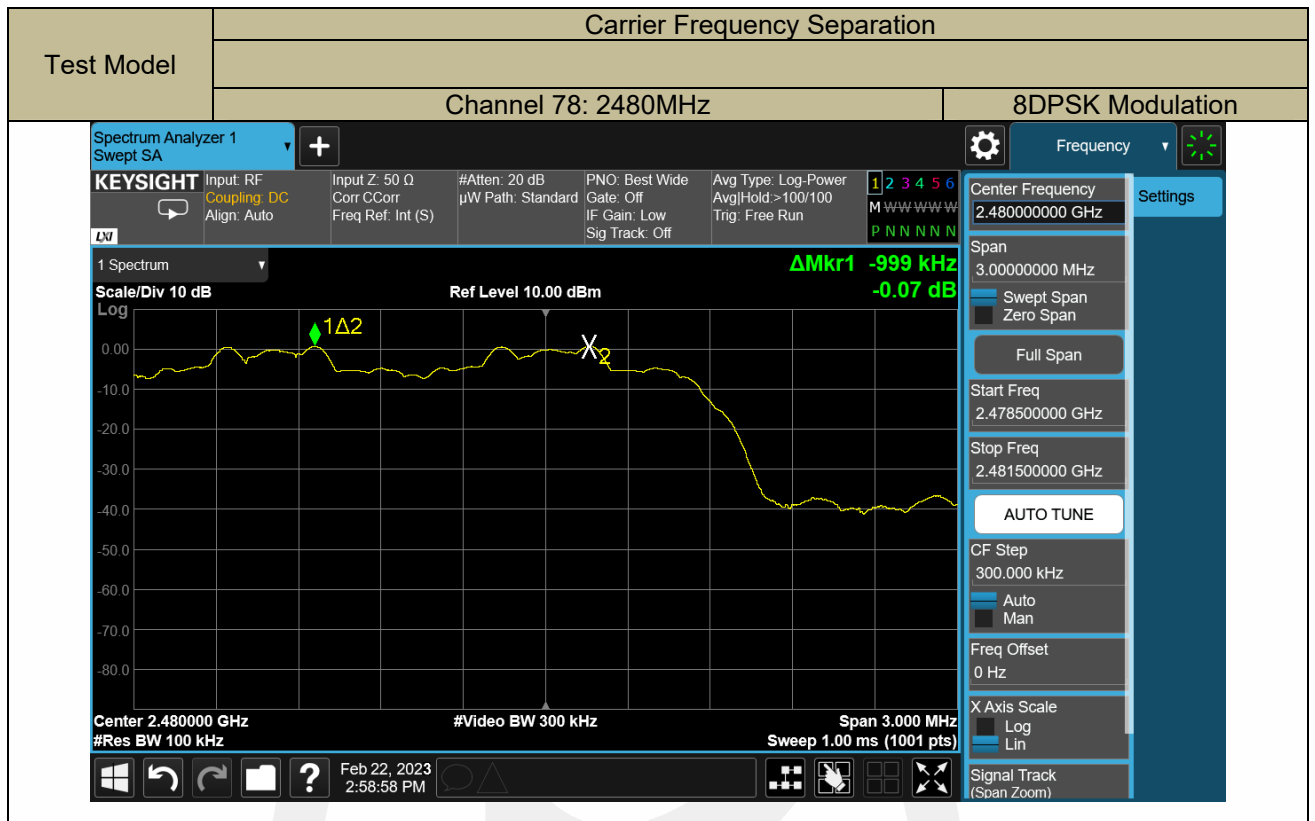 Carrier Frequency Separation
Test Model
Channel 78: 2480MHz
8DPSK Modulation
Spectrum Analyzer 1
Swept SA
+
Frequency
KEYSIGHT
Input: RF
Coupling: DC
Align: Auto
Input Z: 50 Ω
Corr CCorr
Freq Ref: Int (S)
#Atten: 20 dB
µW Path: Standard
PNO: Best Wide
Gate: Off
IF Gain: Low
Sig Track: Off
Avg Type: Log-Power
Avg|Hold:>100/100
Trig: Free Run
1 2 3 4 5 6
M W W W W W
P N N N N N
LXI
Center Frequency
2.480000000 GHz
Settings
Span
3.00000000 MHz
Swept Span
Zero Span
Full Span
Start Freq
2.478500000 GHz
Stop Freq
2.481500000 GHz
AUTO TUNE
CF Step
300.000 kHz
Auto
Man
Freq Offset
0 Hz
X Axis Scale
Log
Lin
Signal Track
(Span Zoom)
1 Spectrum
ΔMkr1 -999 kHz
-0.07 dB
Scale/Div 10 dB
Ref Level 10.00 dBm
Log
1Δ2
X2
0.00
-10.0
-20.0
-30.0
-40.0
-50.0
-60.0
-70.0
-80.0
Center 2.480000 GHz
#Video BW 300 kHz
Span 3.000 MHz
#Res BW 100 kHz
Sweep 1.00 ms (1001 pts)
?
Feb 22, 2023
2:58:58 PM